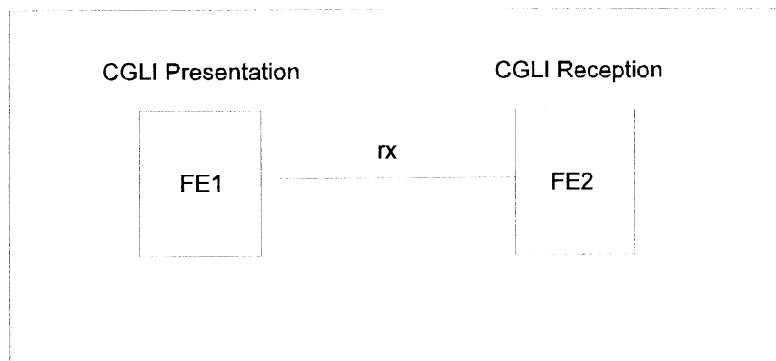 CGLI Presentation
CGLI Reception
rx
FE1
FE2